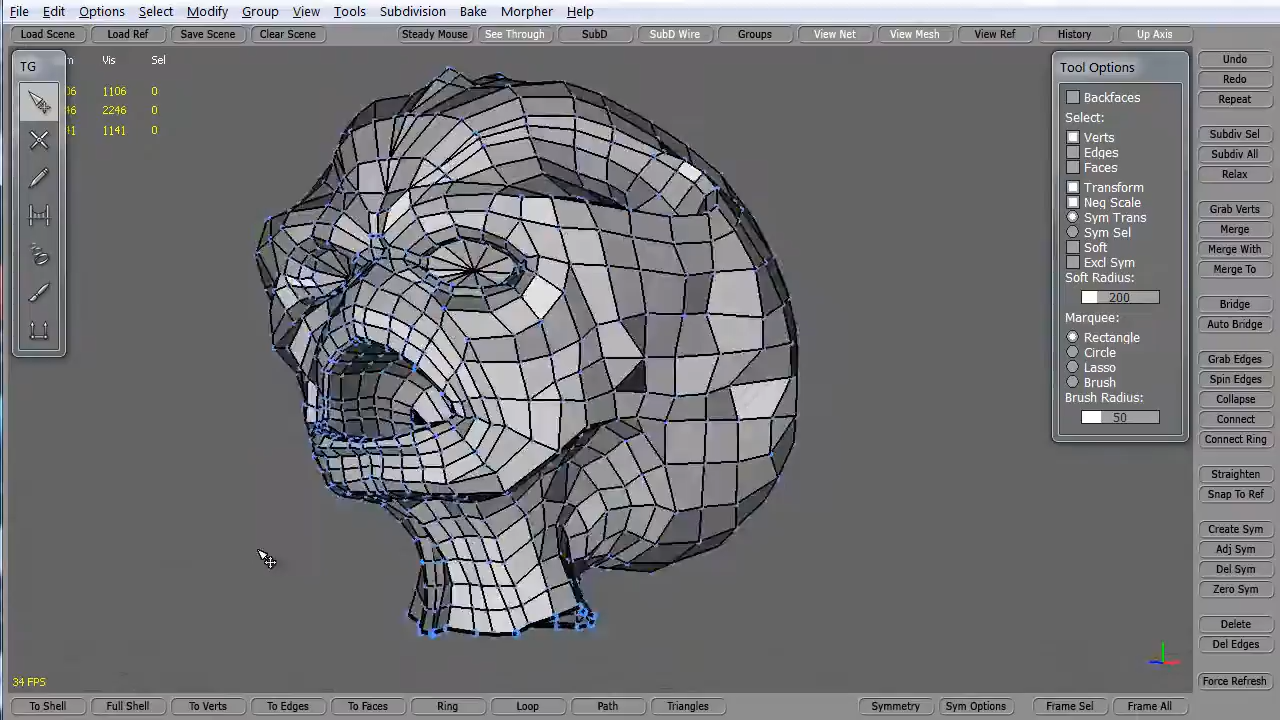 File Edit Options View Select Modify Group View Tools Subdivision Bake Morpher Help
Load Scene Load Ref Save Scene Clear Scene Steady Mouse See Through SubD SubD Wire Groups View Net View Mesh View Ref History Up Axis
TG
Vis Sel
1106 0
2246 0
1141 0
Tool Options
Backfaces
Select:
Verts
Edges
Faces
Transform
Neg Scale
Sym Trans
Sym Sel
Soft
Excl Sym
Soft Radius:
200
Marquee:
Rectangle
Circle
Lasso
Brush
Brush Radius:
50
Undo
Redo
Repeat
Subdiv Sel
Subdiv All
Relax
Grab Verts
Merge
Merge With
Merge To
Bridge
Auto Bridge
Grab Edges
Spin Edges
Collapse
Connect
Connect Ring
Straighten
Snap To Ref
Create Sym
Adj Sym
Del Sym
Zero Sym
Delete
Del Edges
Force Refresh
34 FPS
To Shell Full Shell To Verts To Edges To Faces Ring Loop Path Triangles Symmetry Sym Options Frame Sel Frame All